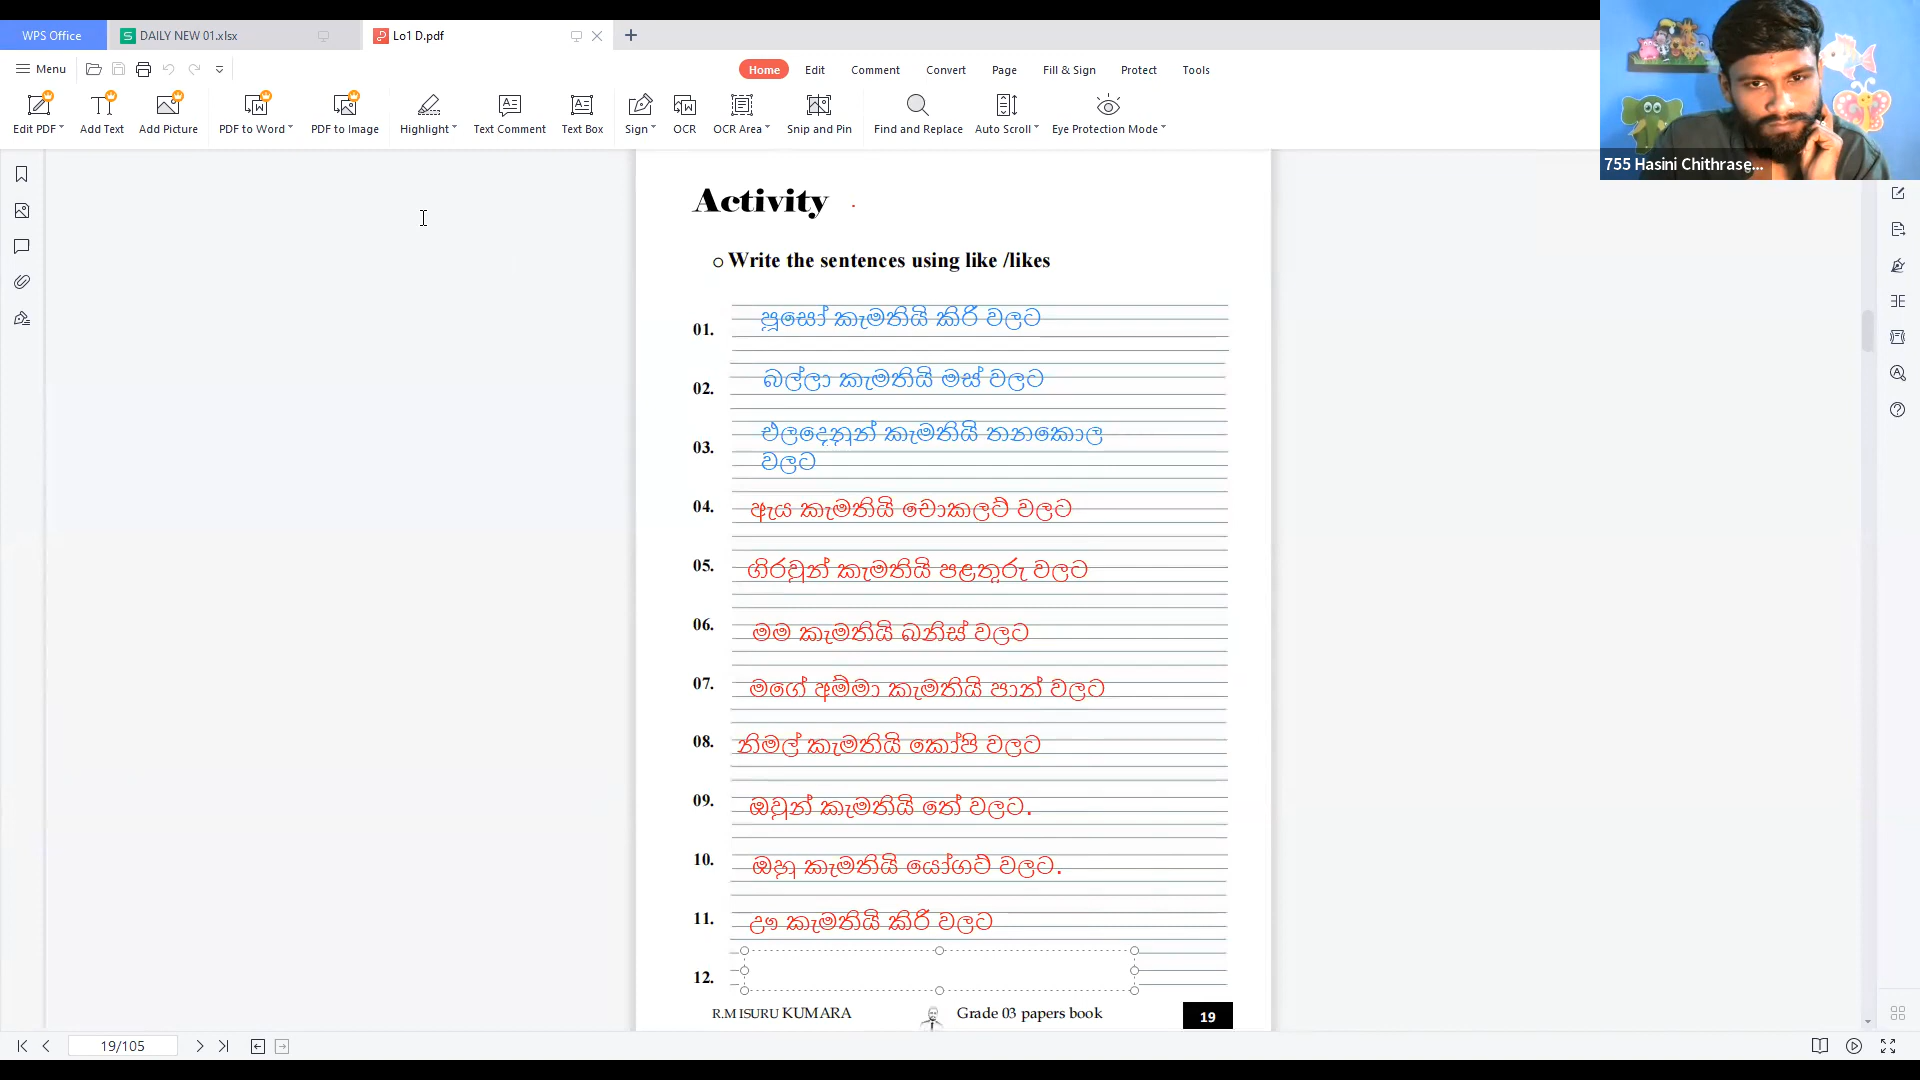 WPS Office
DAILY NEW 01.xlsx
Lo1 D.pdf
Menu
Home Edit Comment Convert Page Fill & Sign Protect Tools
Edit PDF Add Text Add Picture PDF to Word PDF to Image Highlight Text Comment Text Box Sign OCR OCR Area Snip and Pin Find and Replace Auto Scroll Eye Protection Mode
755 Hasini Chithrase...
Activity
Write the sentences using like /likes
01. පූසෝ කැමතියි කිරි වලට
02. බල්ලා කැමතියි මස් වලට
03. එලදෙනුන් කැමතියි තනකොල
වලට
04. ඇය කැමතියි චොකලට් වලට
05. ගිරවුන් කැමතියි පළතුරු වලට
06. මම කැමතියි බනිස් වලට
07. මගේ අම්මා කැමතියි පාන් වලට
08. නිමල් කැමතියි කෝපි වලට
09. ඔවුන් කැමතියි තේ වලට.
10. ඔහු කැමතියි යෝගට් වලට.
11. ඌ කැමතියි කිරි වලට
12.
R.M ISURU KUMARA Grade 03 papers book 19
19/105